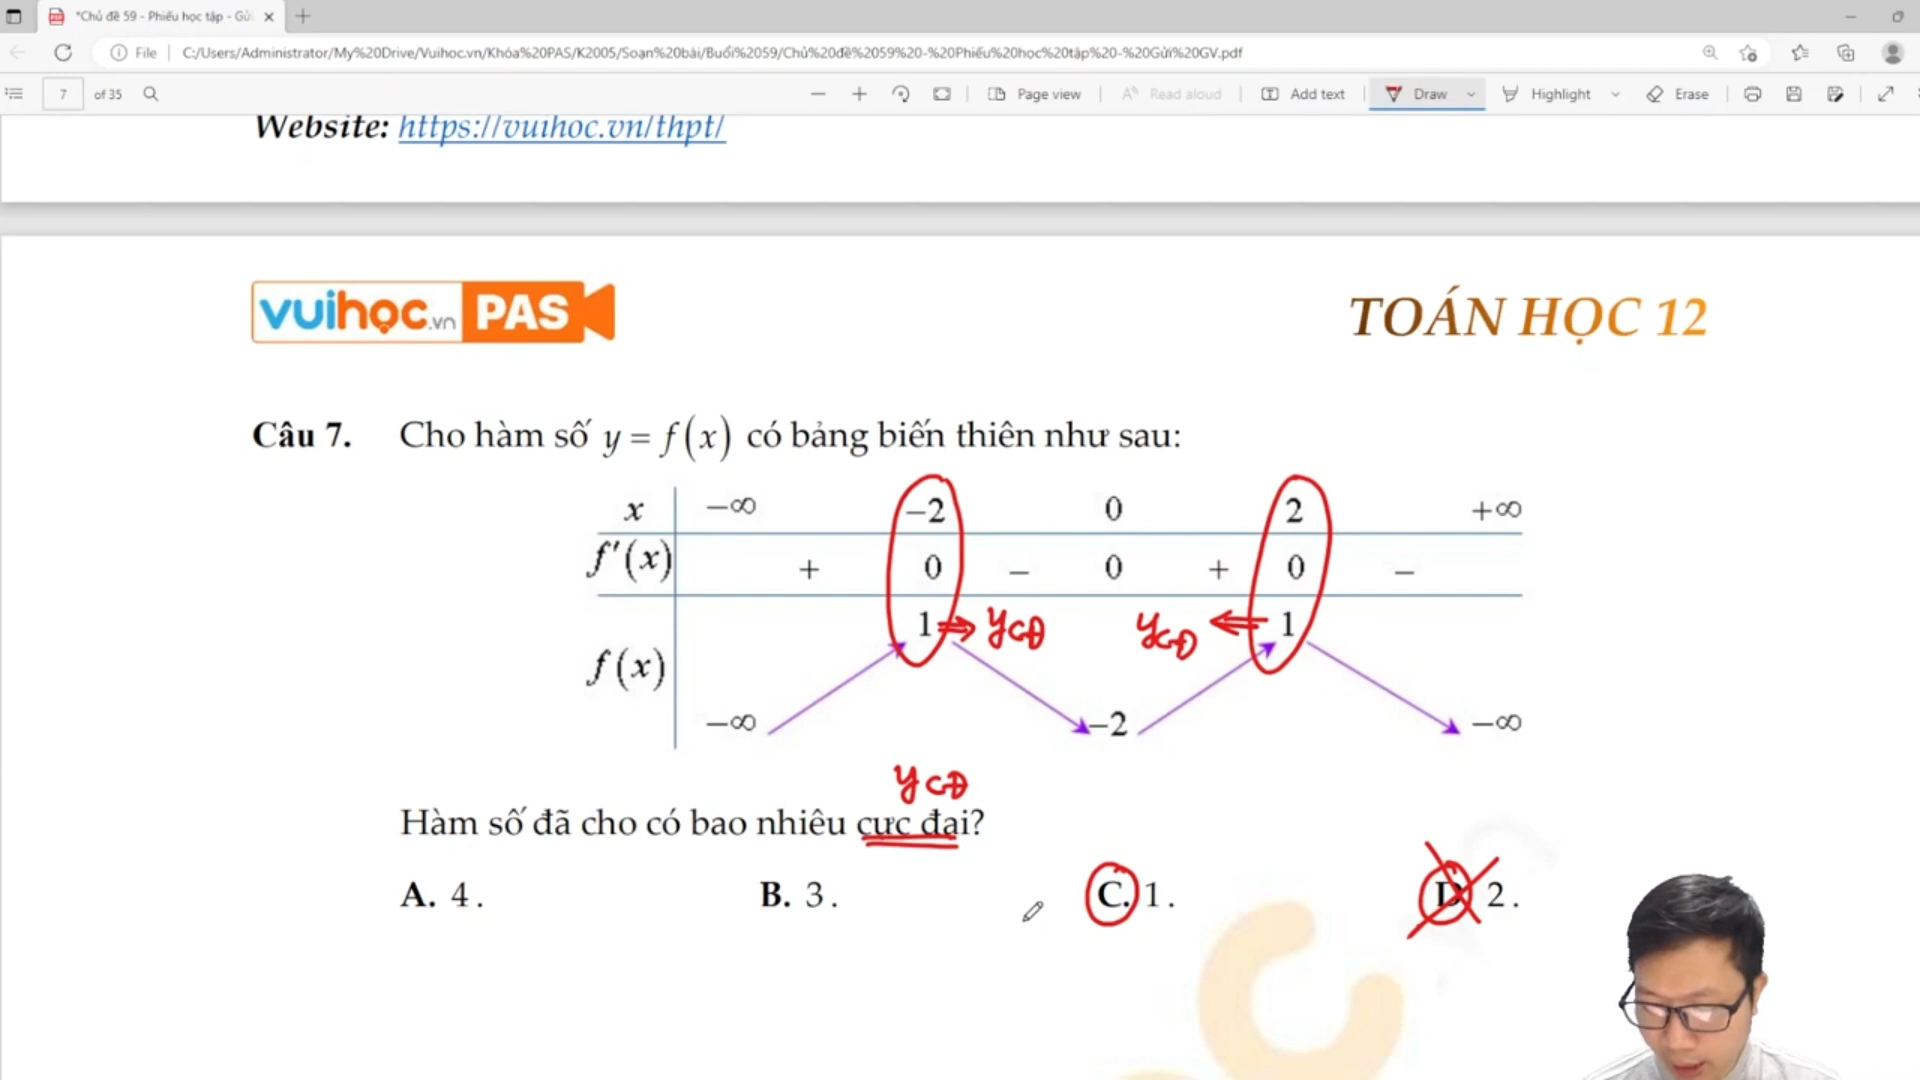 *Chủ đề 59 - Phiếu học tập - Gửi
File C:/Users/Administrator/My%20Drive/Vuihoc.vn/Khóa%20PAS/K2005/Soạn%20bài/Buổi%2059/Chủ%20đề%2059%20-%20Phiếu%20học%20tập%20-%20Gửi%20GV.pdf
7 of 35 Page view Read aloud Add text Draw Highlight Erase
Website: https://vuihoc.vn/thpt/
vuihọc.vn PAS
TOÁN HỌC 12
Câu 7. Cho hàm số y = f(x) có bảng biến thiên như sau:
x −∞ −2 0 2 +∞
f′(x) + 0 − 0 + 0 −
1 ⇒ yCĐ yCĐ ⇐ 1
f(x)
−∞ −2 −∞
yCĐ
Hàm số đã cho có bao nhiêu cực đại?
A. 4. B. 3. C. 1. D 2.